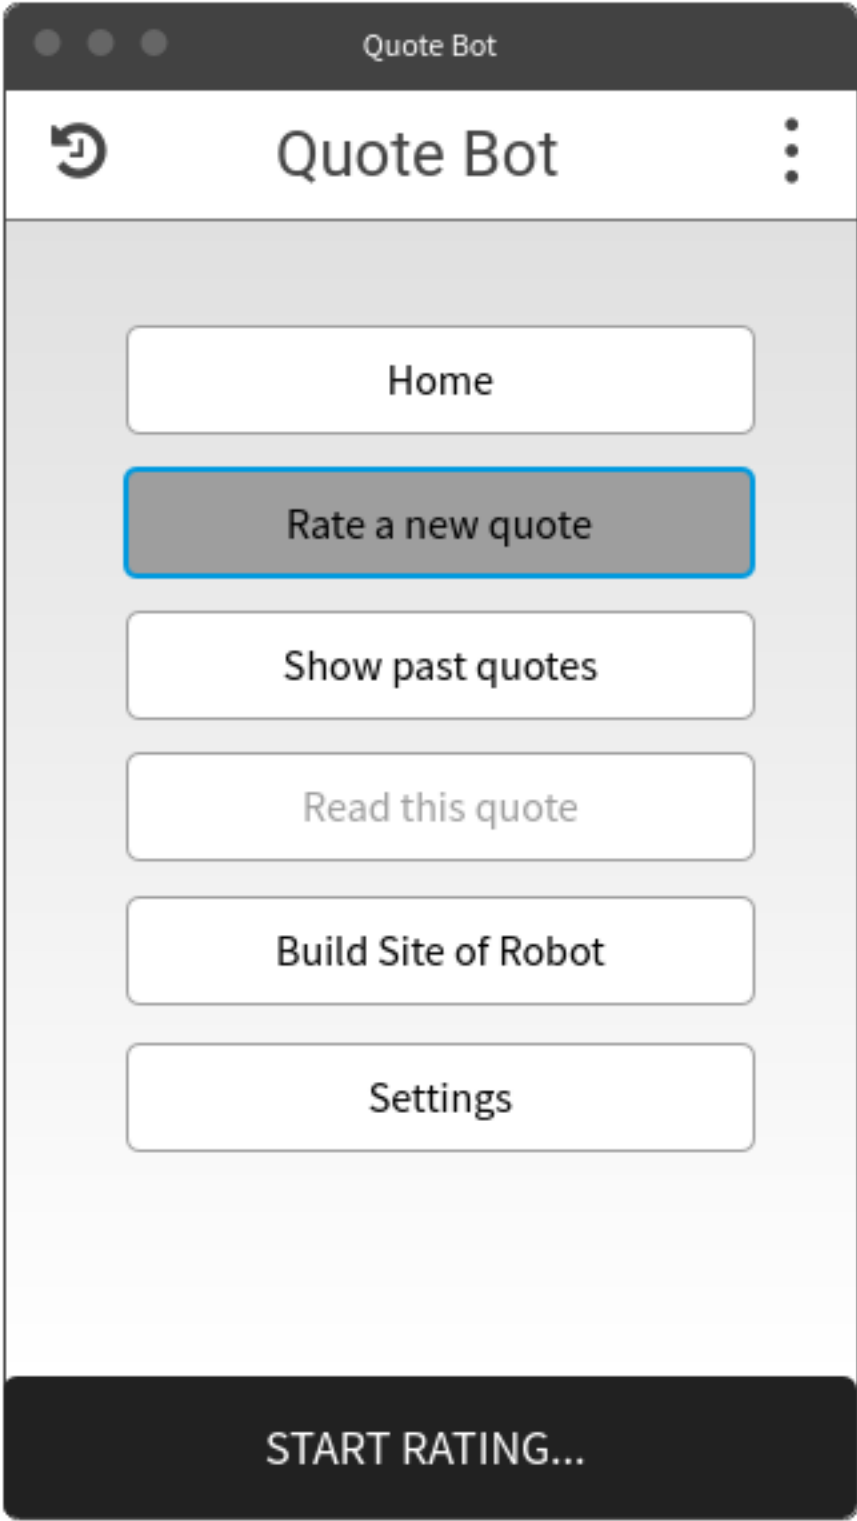 Quote Bot
Quote Bot
Home
Rate a new quote
Show past quotes
Read this quote
Build Site of Robot
Settings
START RATING...